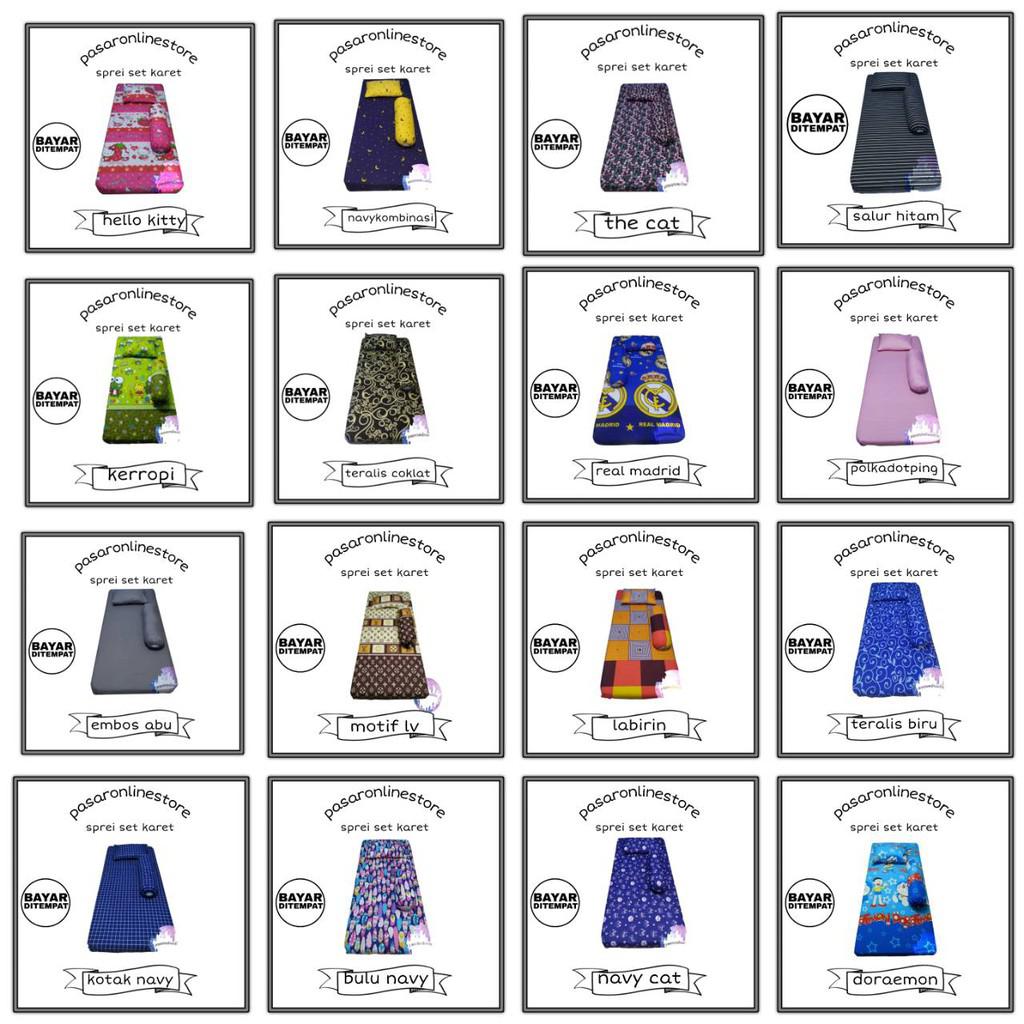 pasaronlinestore
sprei set karet
BAYAR
DITEMPAT
hello kitty
pasaronlinestore
sprei set karet
BAYAR
DITEMPAT
navykombinasi
pasaronlinestore
sprei set karet
BAYAR
DITEMPAT
the cat
pasaronlinestore
sprei set karet
BAYAR
DITEMPAT
salur hitam
pasaronlinestore
sprei set karet
BAYAR
DITEMPAT
kerropi
pasaronlinestore
sprei set karet
BAYAR
DITEMPAT
teralis coklat
pasaronlinestore
sprei set karet
BAYAR
DITEMPAT
MADRID ★ REAL MADRID
real madrid
pasaronlinestore
sprei set karet
BAYAR
DITEMPAT
polkadotping
pasaronlinestore
sprei set karet
BAYAR
DITEMPAT
embos abu
pasaronlinestore
sprei set karet
BAYAR
DITEMPAT
motif lv
pasaronlinestore
sprei set karet
BAYAR
DITEMPAT
labirin
pasaronlinestore
sprei set karet
BAYAR
DITEMPAT
teralis biru
pasaronlinestore
sprei set karet
BAYAR
DITEMPAT
kotak navy
pasaronlinestore
sprei set karet
BAYAR
DITEMPAT
bulu navy
pasaronlinestore
sprei set karet
BAYAR
DITEMPAT
navy cat
pasaronlinestore
sprei set karet
BAYAR
DITEMPAT
doraemon